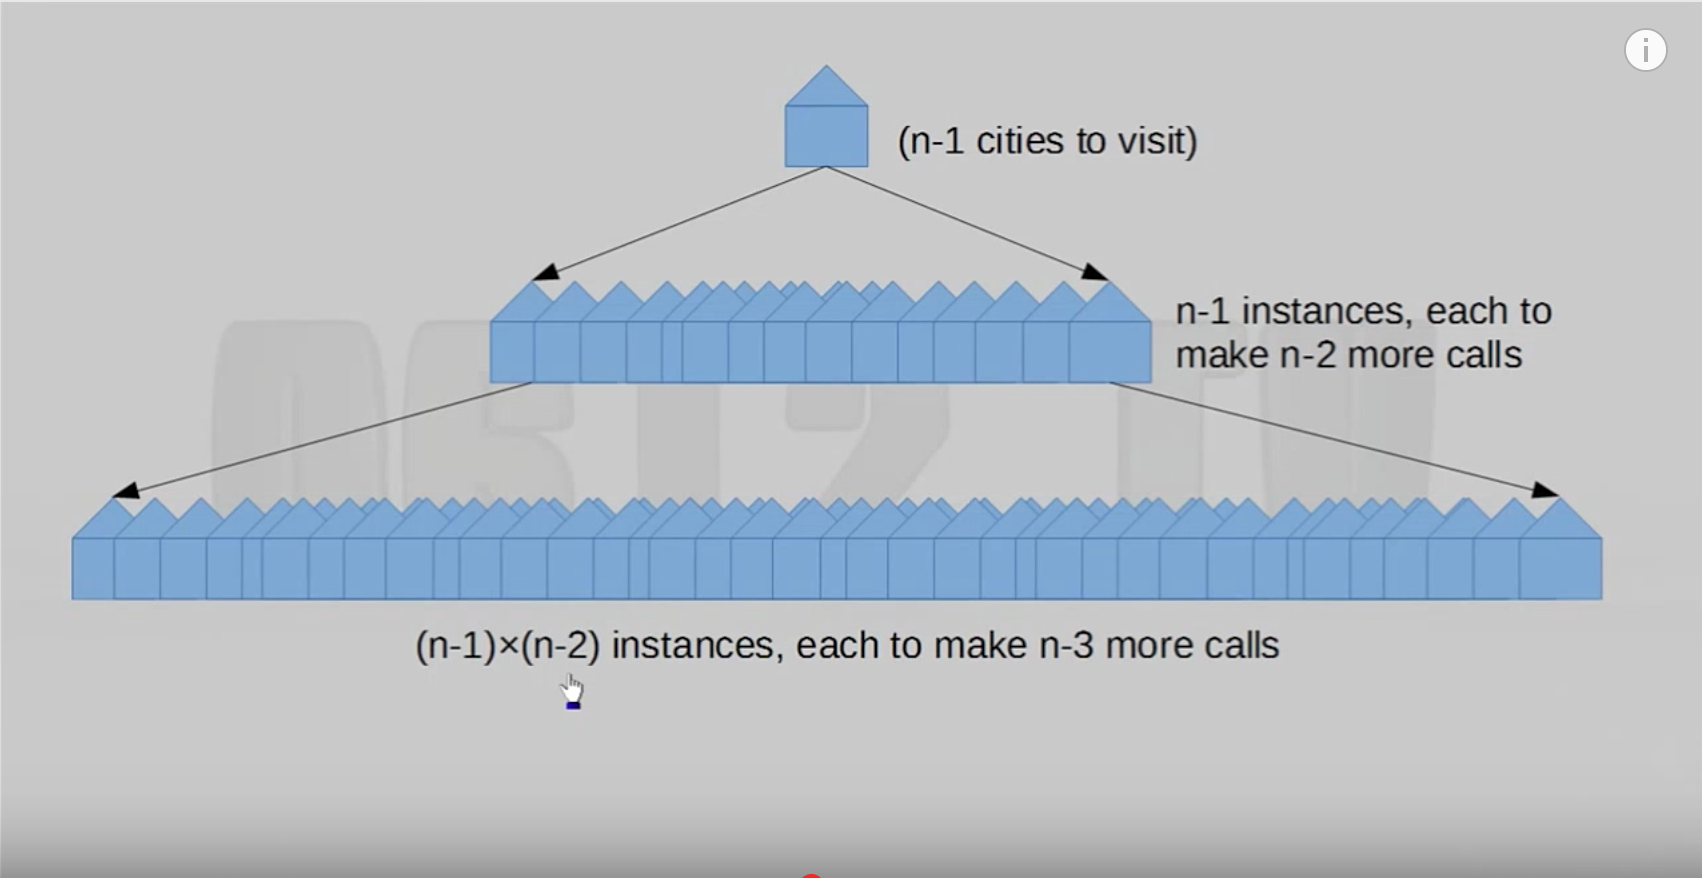 i
(n-1 cities to visit)
n-1 instances, each to
make n-2 more calls
(n-1)×(n-2) instances, each to make n-3 more calls